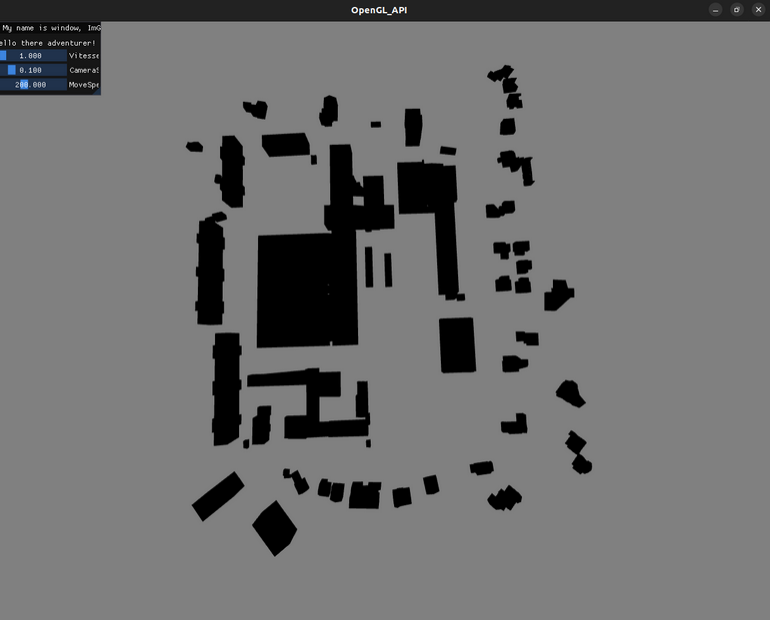 OpenGL_API
My name is window, ImG
ello there adventurer!
1.000 Vitesse
0.100 Camera
200.000 MoveSpe